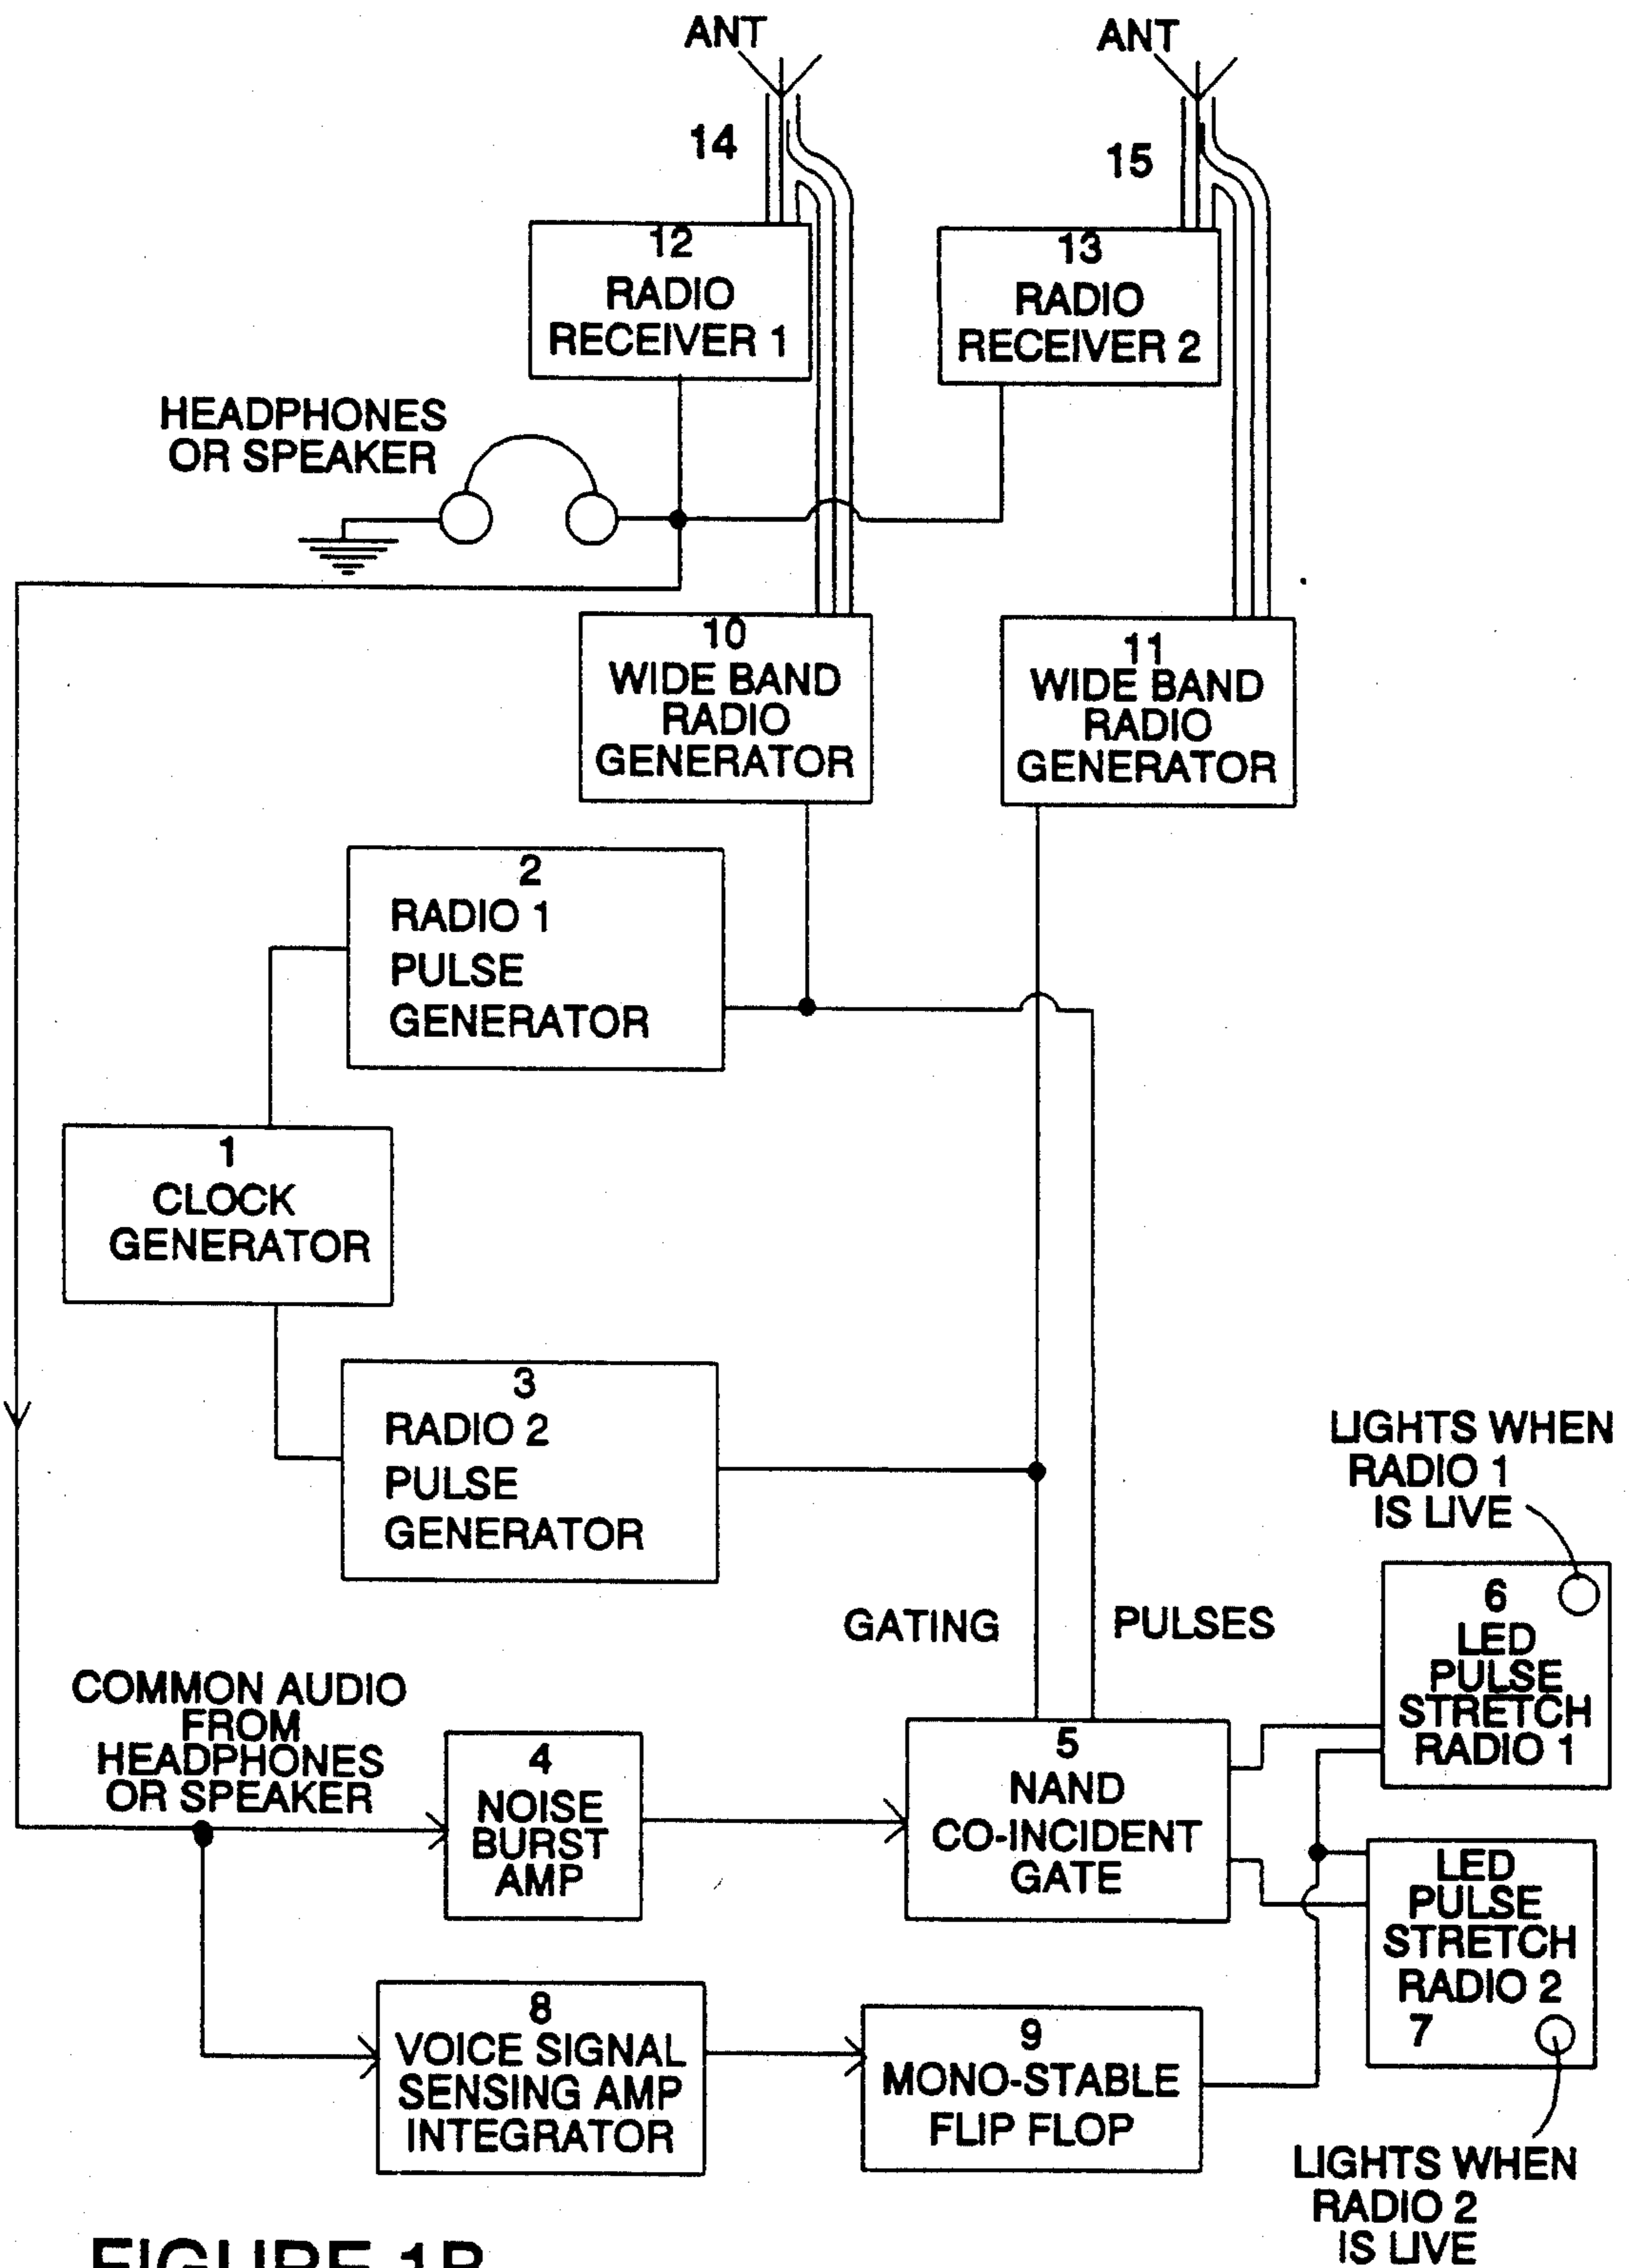 ANT
ANT
14
15
12
RADIO
RECEIVER 1
13
RADIO
RECEIVER 2
HEADPHONES
OR SPEAKER
10
WIDE BAND
RADIO
GENERATOR
11
WIDE BAND
RADIO
GENERATOR
2
RADIO 1
PULSE
GENERATOR
1
CLOCK
GENERATOR
3
RADIO 2
PULSE
GENERATOR
LIGHTS WHEN
RADIO 1
IS LIVE
GATING
PULSES
6
LED
PULSE
STRETCH
RADIO 1
COMMON AUDIO
FROM
HEADPHONES
OR SPEAKER
4
NOISE
BURST
AMP
5
NAND
CO-INCIDENT
GATE
LED
PULSE
STRETCH
RADIO 2
7
8
VOICE SIGNAL
SENSING AMP
INTEGRATOR
9
MONO-STABLE
FLIP FLOP
LIGHTS WHEN
RADIO 2
IS LIVE
FIGURE 1B